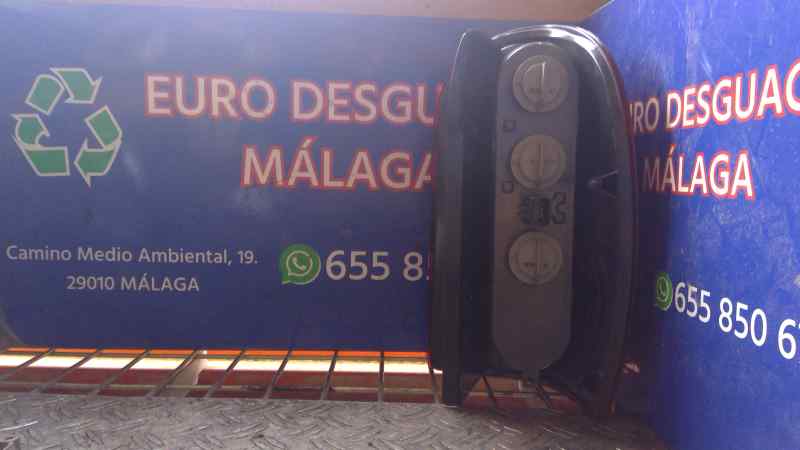 EURO DESGU
MÁLAGA
Camino Medio Ambiental, 19.
29010 MÁLAGA
655 85
RO DESGUAC
MÁLAGA
655 850 6